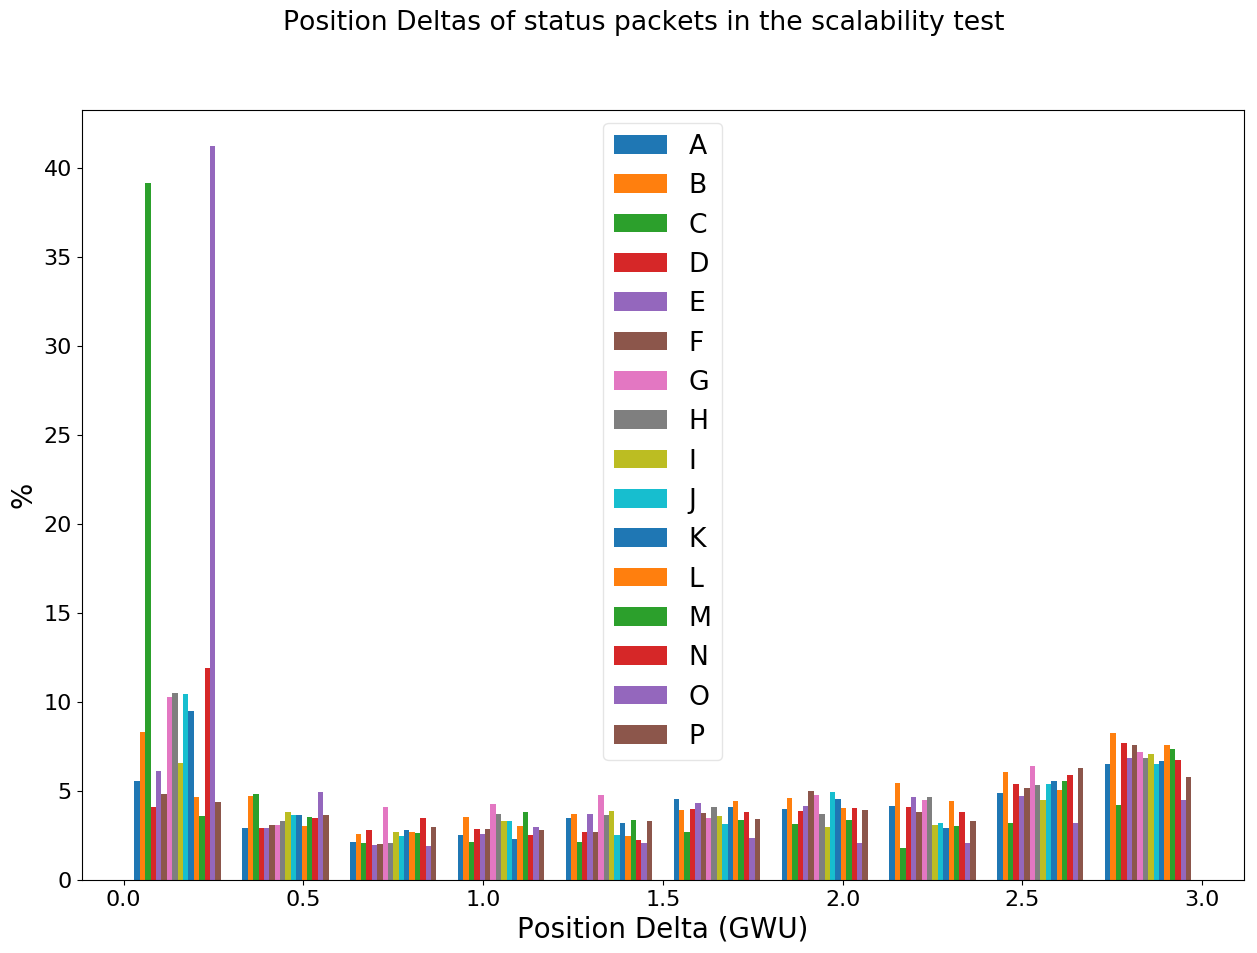 Position Deltas of status packets in the scalability test
A
B
C
D
E
F
G
H
I
J
K
L
M
N
O
P
40
35
30
25
20
15
10
5
0
%
0.0 0.5 1.0 1.5 2.0 2.5 3.0
Position Delta (GWU)